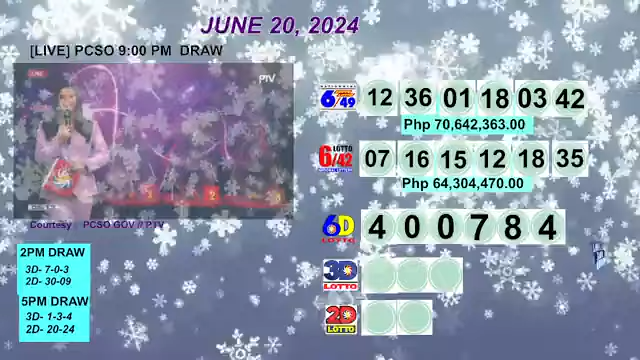 JUNE 20, 2024
[LIVE] PCSO 9:00 PM DRAW
LIVE
PTV
6/49 12 36 01 18 03 42
Php 70,642,363.00
LOTTO
6/42 07 16 15 12 18 35
Php 64,304,470.00
Courtesy: PCSO GOV // PTV
6D 4 0 0 7 8 4
LOTTO
2PM DRAW
3D- 7-0-3
2D- 30-09
5PM DRAW
3D- 1-3-4
2D- 20-24
3D
LOTTO
2D
LOTTO